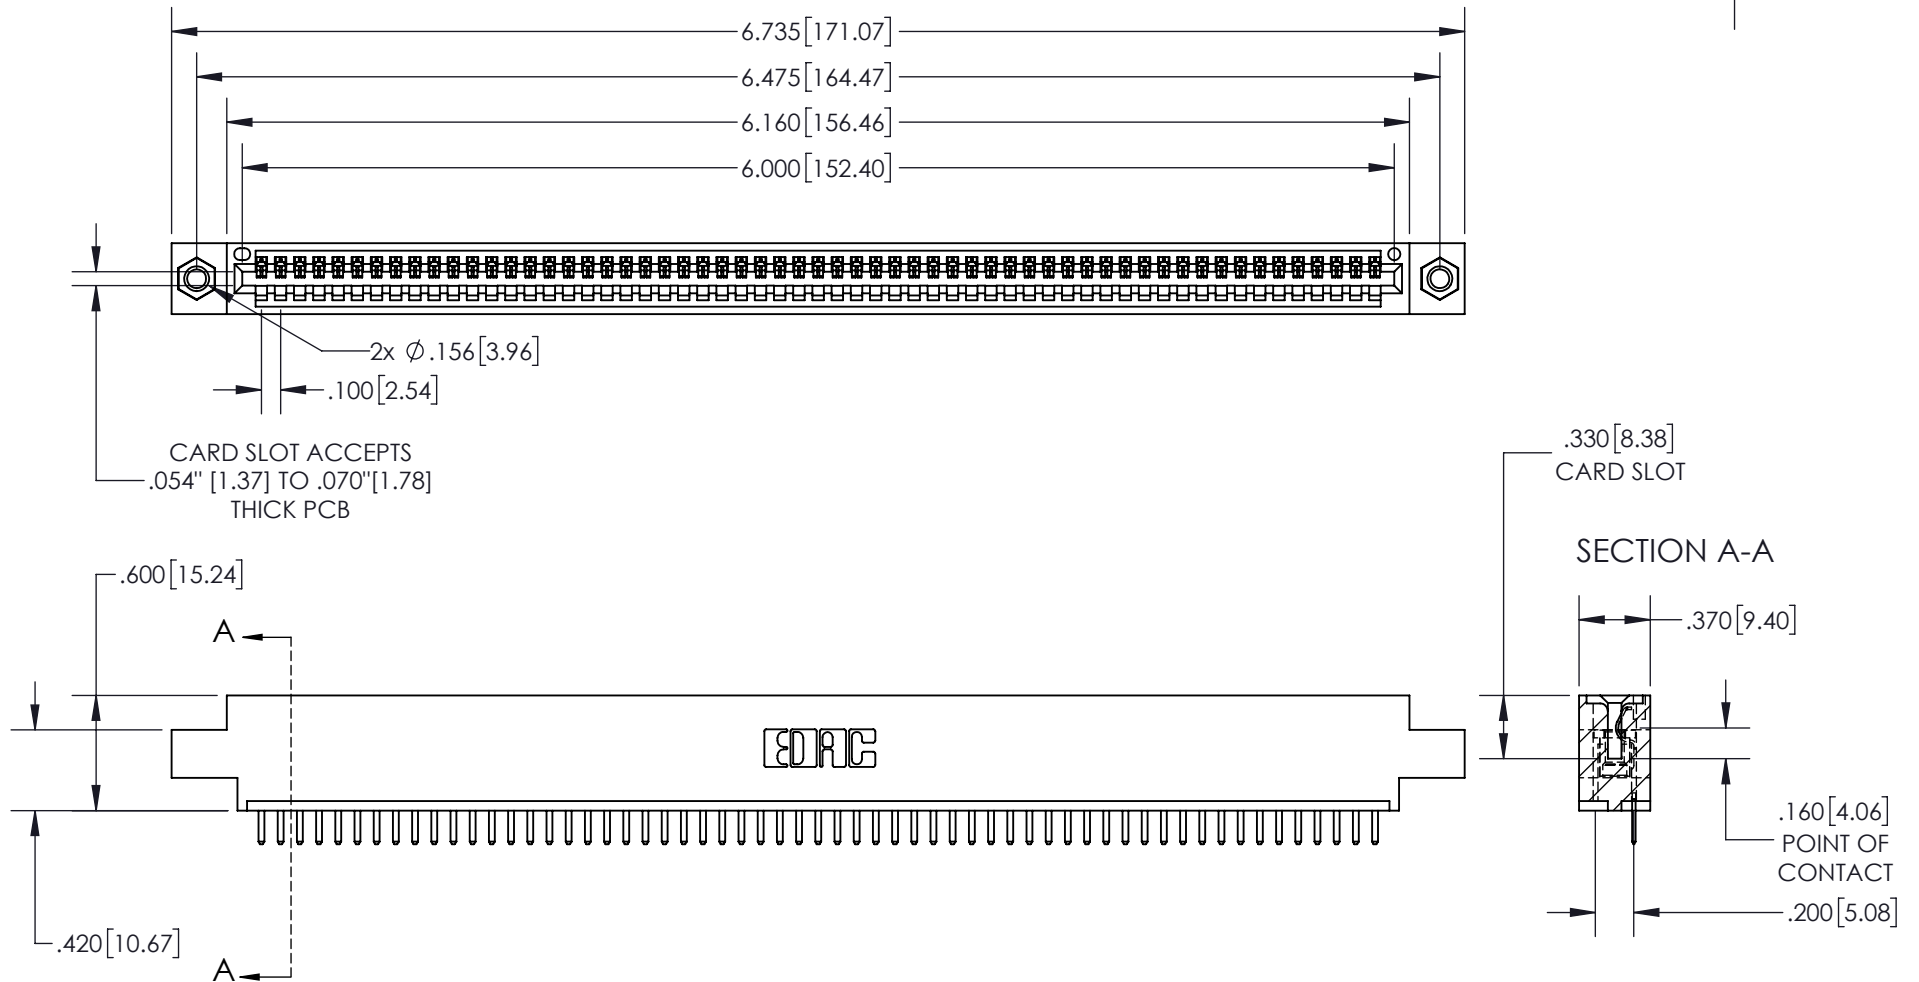 6.735[171.07]
6.475[164.47]
6.160[156.46]
6.000[152.40]
2x ∅.156[3.96]
.100[2.54]
CARD SLOT ACCEPTS
.054" [1.37] TO .070"[1.78]
THICK PCB
.330[8.38]
CARD SLOT
SECTION A-A
.600[15.24]
A
.370[9.40]
EDAC
.160[4.06]
POINT OF
CONTACT
.200[5.08]
.420[10.67]
A